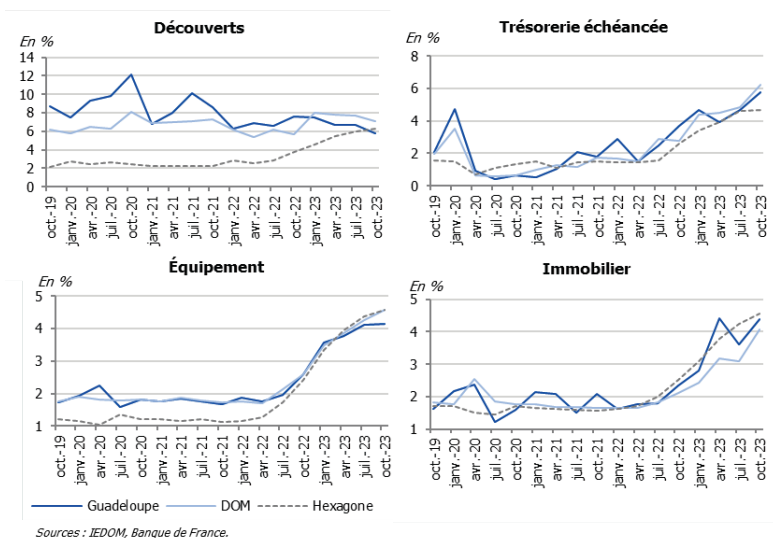 Découverts
En %
14
12
10
8
6
4
2
0
oct.-19
janv.-20
avr.-20
juil.-20
oct.-20
janv.-21
avr.-21
juil.-21
oct.-21
janv.-22
avr.-22
juil.-22
oct.-22
janv.-23
avr.-23
juil.-23
oct.-23
Trésorerie échéancée
En %
8
6
4
2
0
oct.-19
janv.-20
avr.-20
juil.-20
oct.-20
janv.-21
avr.-21
juil.-21
oct.-21
janv.-22
avr.-22
juil.-22
oct.-22
janv.-23
avr.-23
juil.-23
oct.-23
Équipement
En %
5
4
3
2
1
oct.-19
janv.-20
avr.-20
juil.-20
oct.-20
janv.-21
avr.-21
juil.-21
oct.-21
janv.-22
avr.-22
juil.-22
oct.-22
janv.-23
avr.-23
juil.-23
oct.-23
Immobilier
En %
5
4
3
2
1
oct.-19
janv.-20
avr.-20
juil.-20
oct.-20
janv.-21
avr.-21
juil.-21
oct.-21
janv.-22
avr.-22
juil.-22
oct.-22
janv.-23
avr.-23
juil.-23
oct.-23
Guadeloupe DOM Hexagone
Sources : IEDOM, Banque de France.